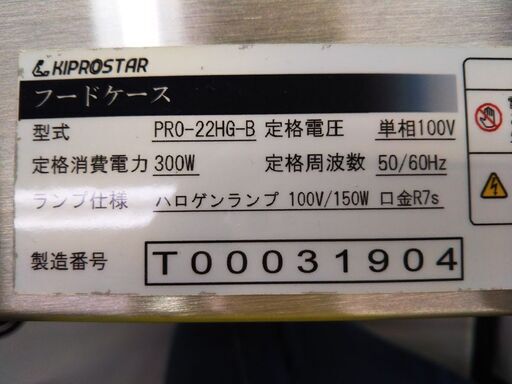 KIPROSTAR
フードケース
型式 PRO-22HG-B 定格電圧 単相100V
定格消費電力 300W 定格周波数 50/60Hz
ランプ仕様 ハロゲンランプ 100V/150W 口金R7s
製造番号 T00031904